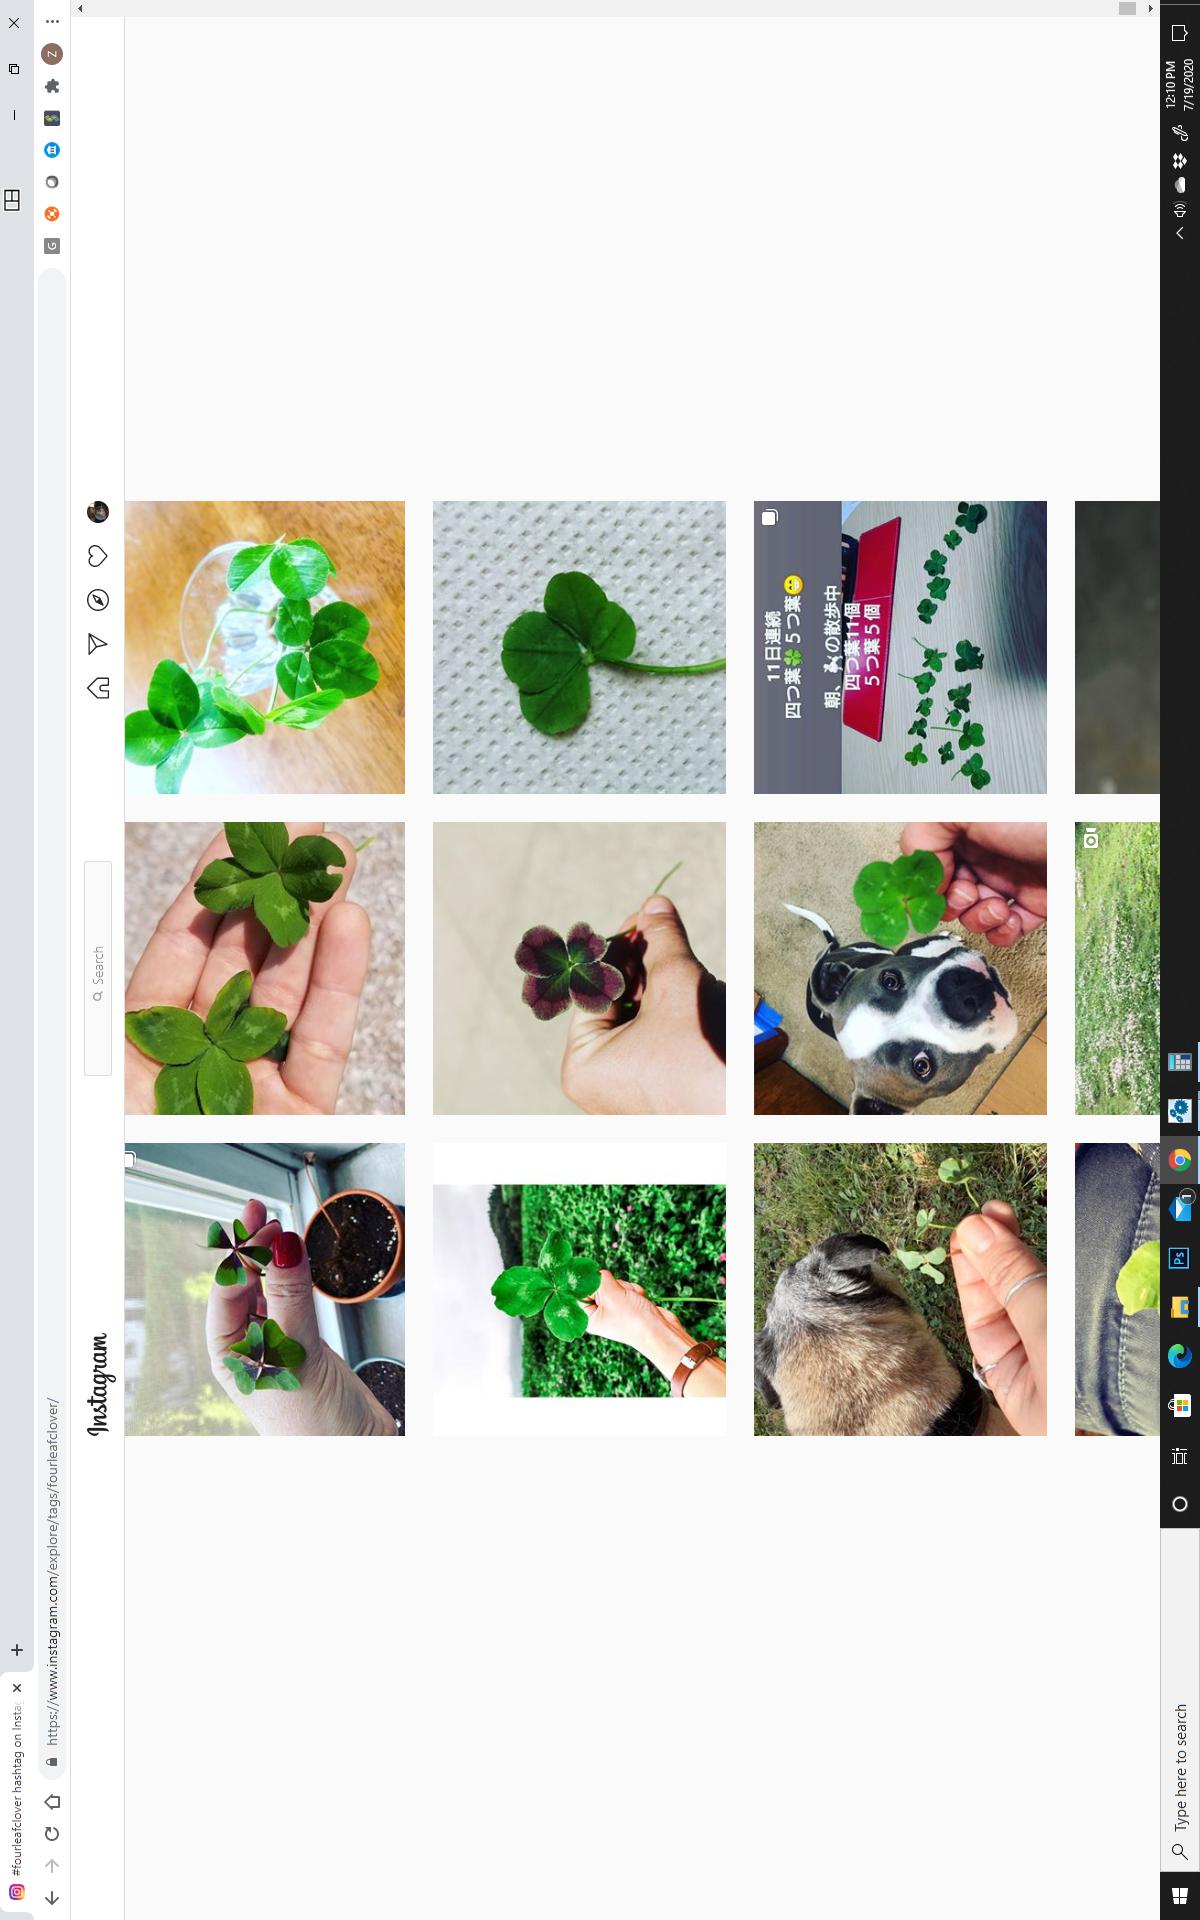 #fourleafclover hashtag on Insta
https://www.instagram.com/explore/tags/fourleafclover/
G
Z
Instagram
Search
11日連続
四つ葉🍀5つ葉😁
朝、🐕の散歩中
四つ葉11個
5つ葉5個
Type here to search
Ps
1
12:10 PM
7/19/2020